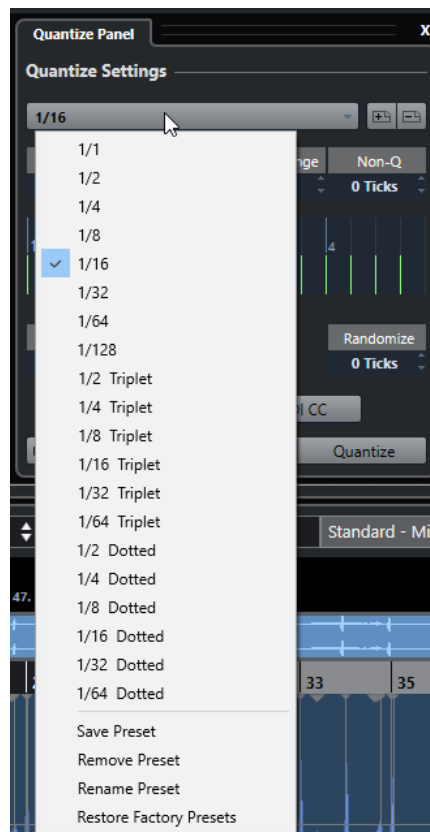 Quantize Panel X
Quantize Settings
1/16
1/1
1/2
1/4
1/8
1/16
1/32
1/64
1/128
1/2 Triplet
1/4 Triplet
1/8 Triplet
1/16 Triplet
1/32 Triplet
1/64 Triplet
1/2 Dotted
1/4 Dotted
1/8 Dotted
1/16 Dotted
1/32 Dotted
1/64 Dotted
Save Preset
Remove Preset
Rename Preset
Restore Factory Presets
nge Non-Q
0 Ticks
1 4
Randomize
0 Ticks
CC
Quantize
Standard - Mi
47.
33 35